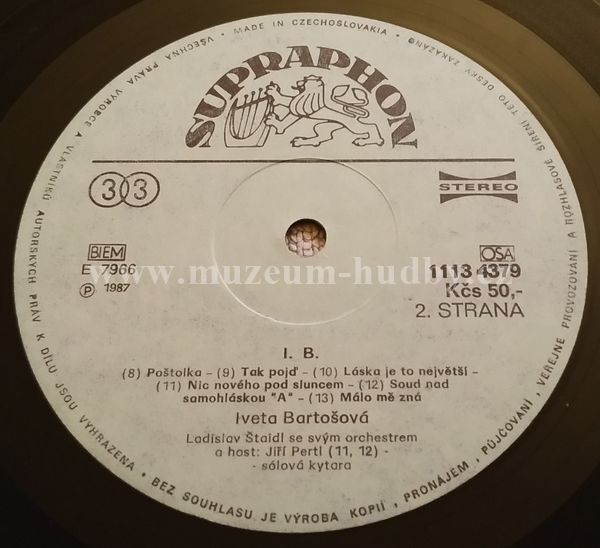 VŠECHNA PRÁVA VÝROBCE A VLASTNÍKŮ AUTORSKÝCH PRÁV K DÍLU JSOU VYHRAZENA • BEZ SOUHLASU JE VÝROBA KOPIÍ, PRONÁJEM, PŮJČOVÁNÍ, VEŘEJNÉ PROVOZOVÁNÍ A ROZHLASOVÉ ŠÍŘENÍ TÉTO DESKY ZAKÁZÁNO • MADE IN CZECHOSLOVAKIA •
SUPRAPHON
33
STEREO
BIEM
OSA
E 7966
1113 4379
www.muzeum-hudby.cz
℗ 1987
Kčs 50,-
2. STRANA
I. B.
(8) Poštolka - (9) Tak pojď - (10) Láska je to největší -
(11) Nic nového pod sluncem - (12) Soud nad
samohláskou "A" - (13) Málo mě zná
Iveta Bartošová
Ladislav Štaidl se svým orchestrem
a host: Jiří Pertl (11, 12) -
- sólová kytara